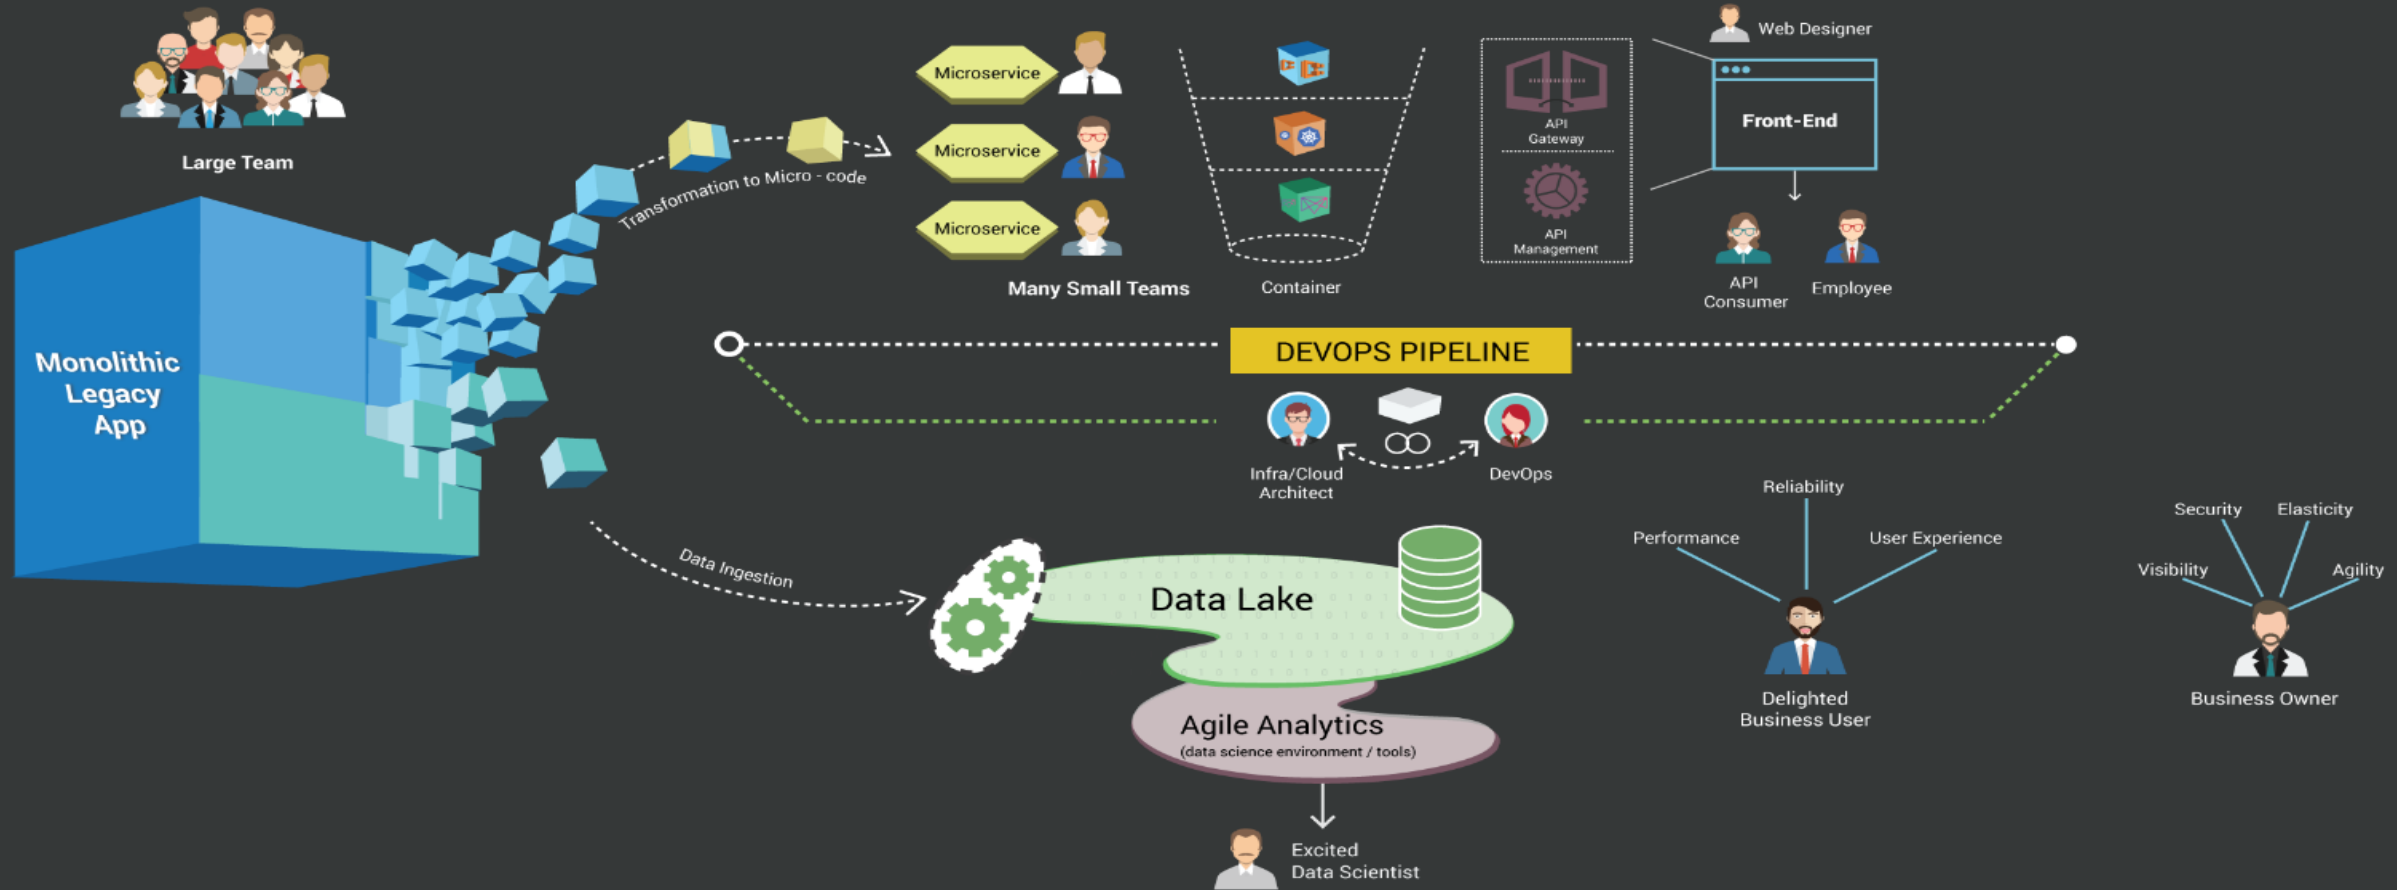 Large Team
Monolithic
Legacy
App
Transformation to Micro - code
Microservice
Microservice
Microservice
Many Small Teams
Container
API
Gateway
API
Management
Web Designer
Front-End
API
Consumer
Employee
DEVOPS PIPELINE
Infra/Cloud
Architect
DevOps
Data Ingestion
Data Lake
Agile Analytics
(data science environment / tools)
Excited
Data Scientist
Performance
Reliability
User Experience
Delighted
Business User
Visibility
Security
Elasticity
Agility
Business Owner